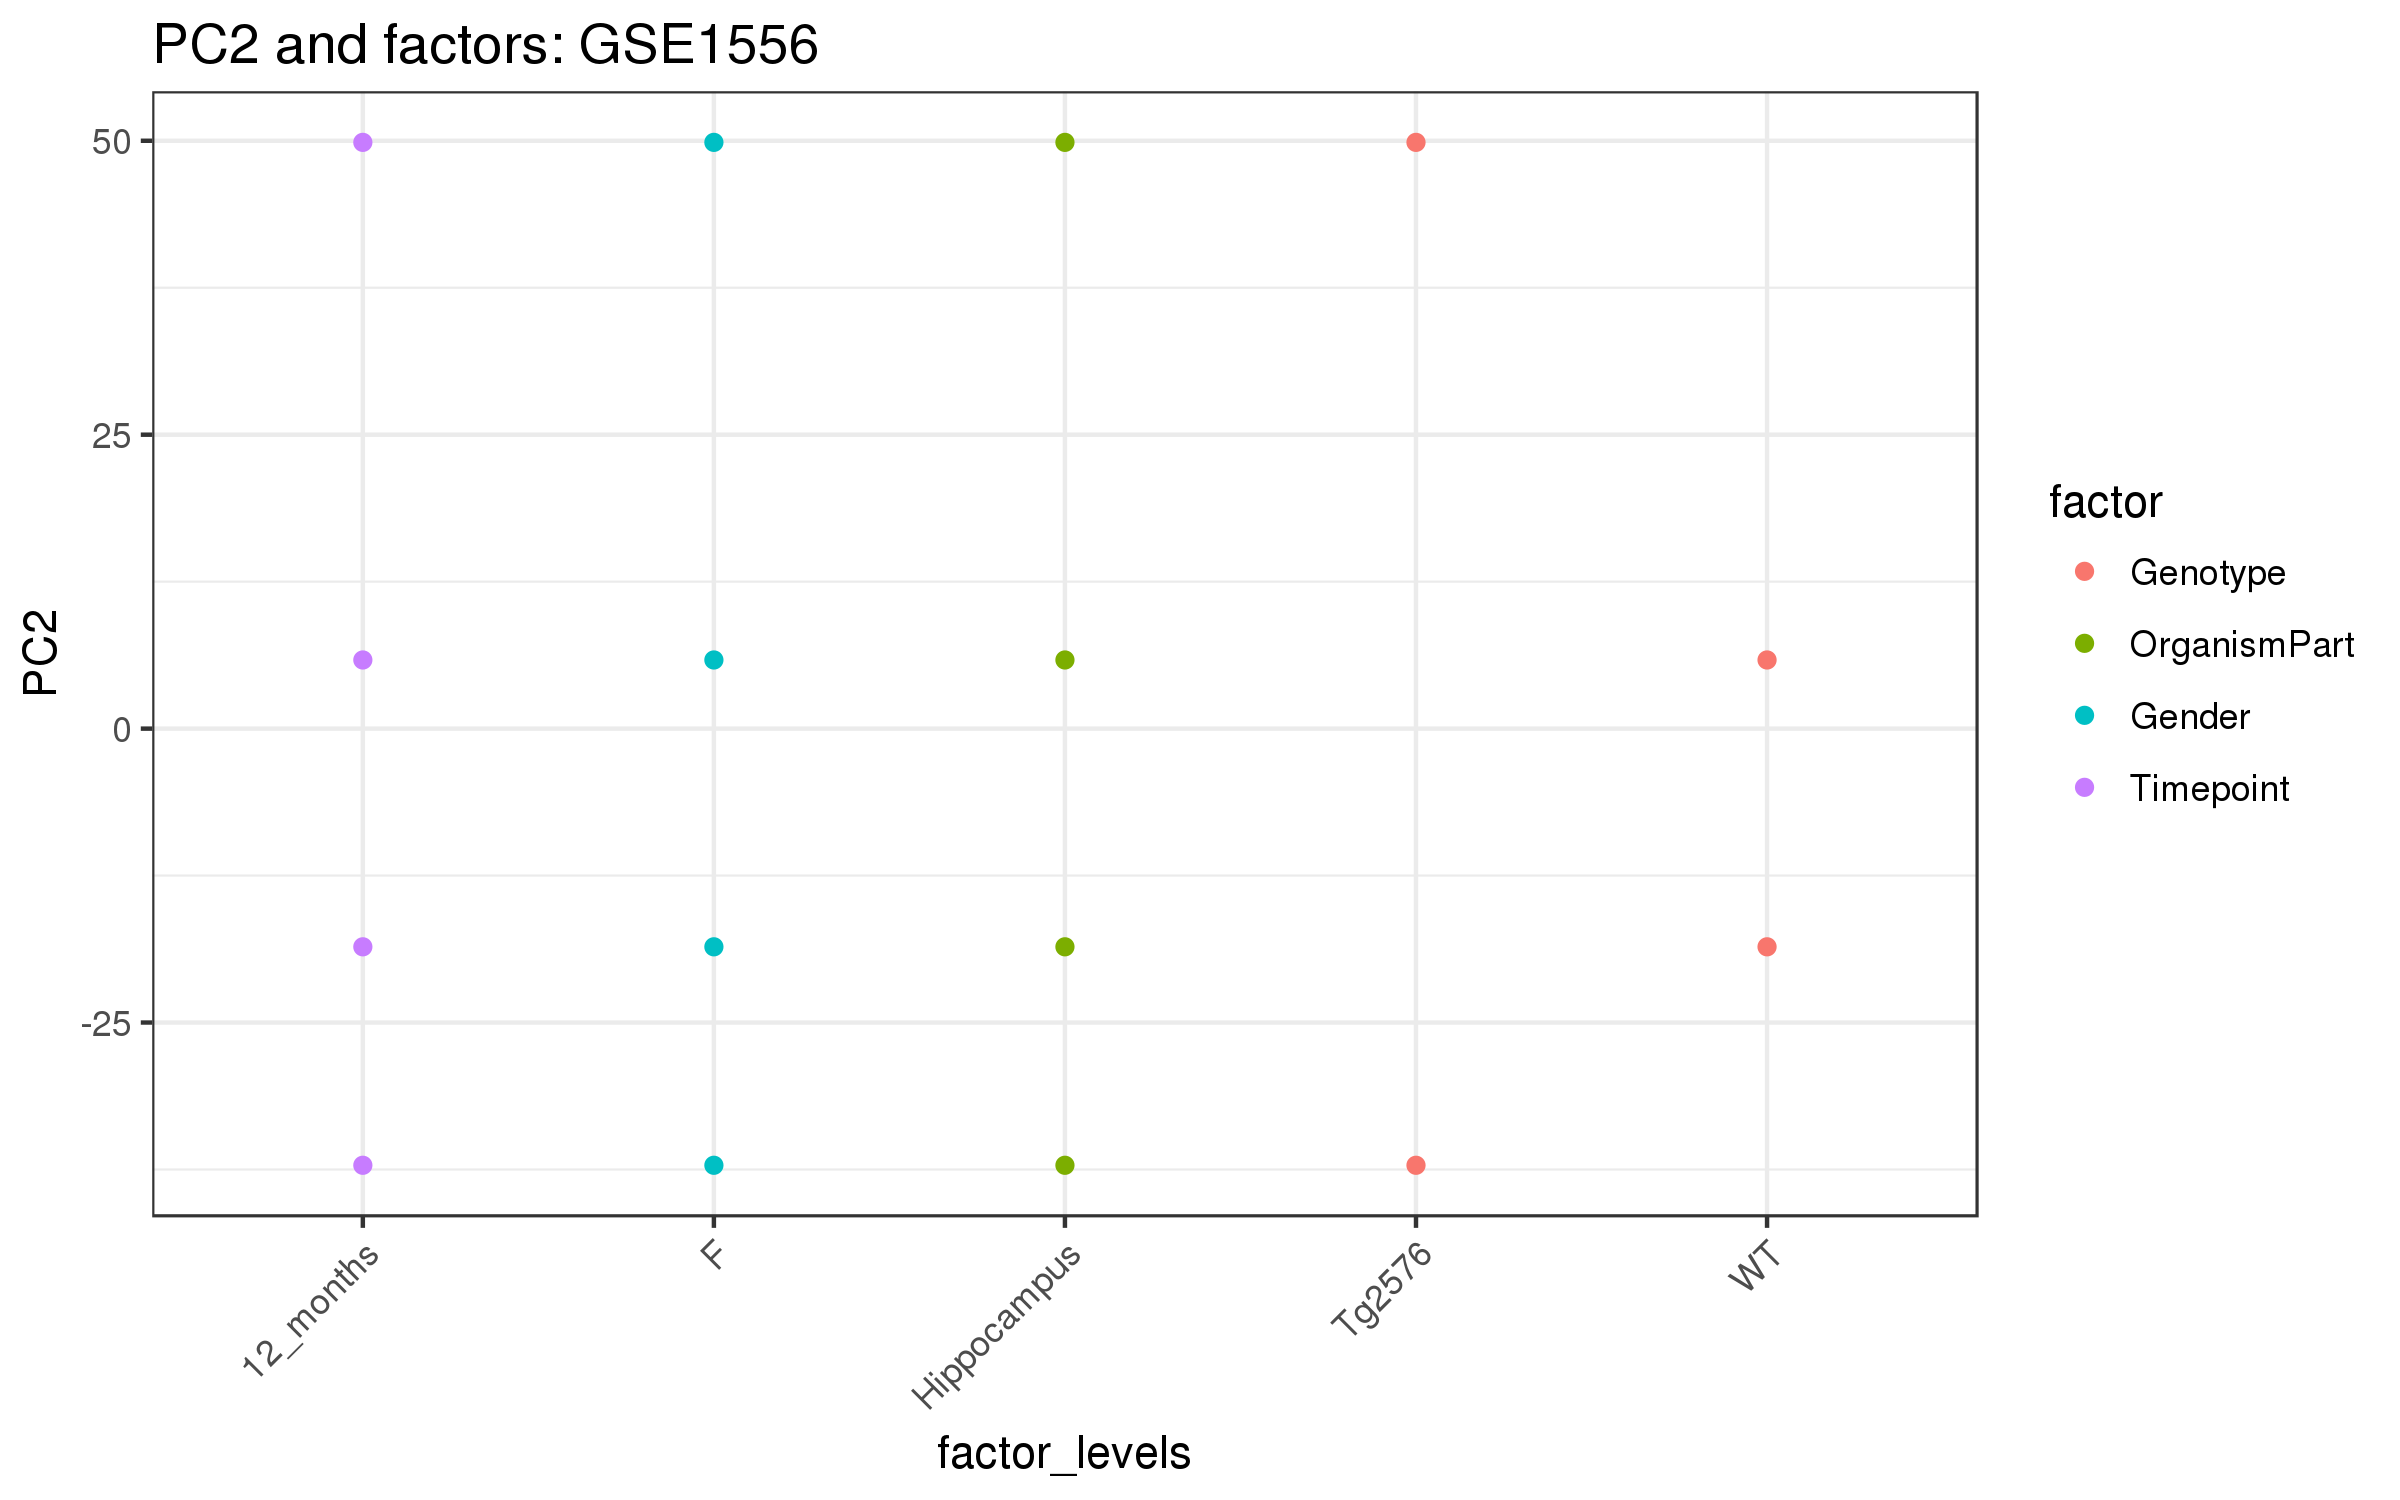 PC2 and factors: GSE1556
50
25
0
-25
PC2
12_months
F
Hippocampus
Tg2576
WT
factor_levels
factor
Genotype
OrganismPart
Gender
Timepoint